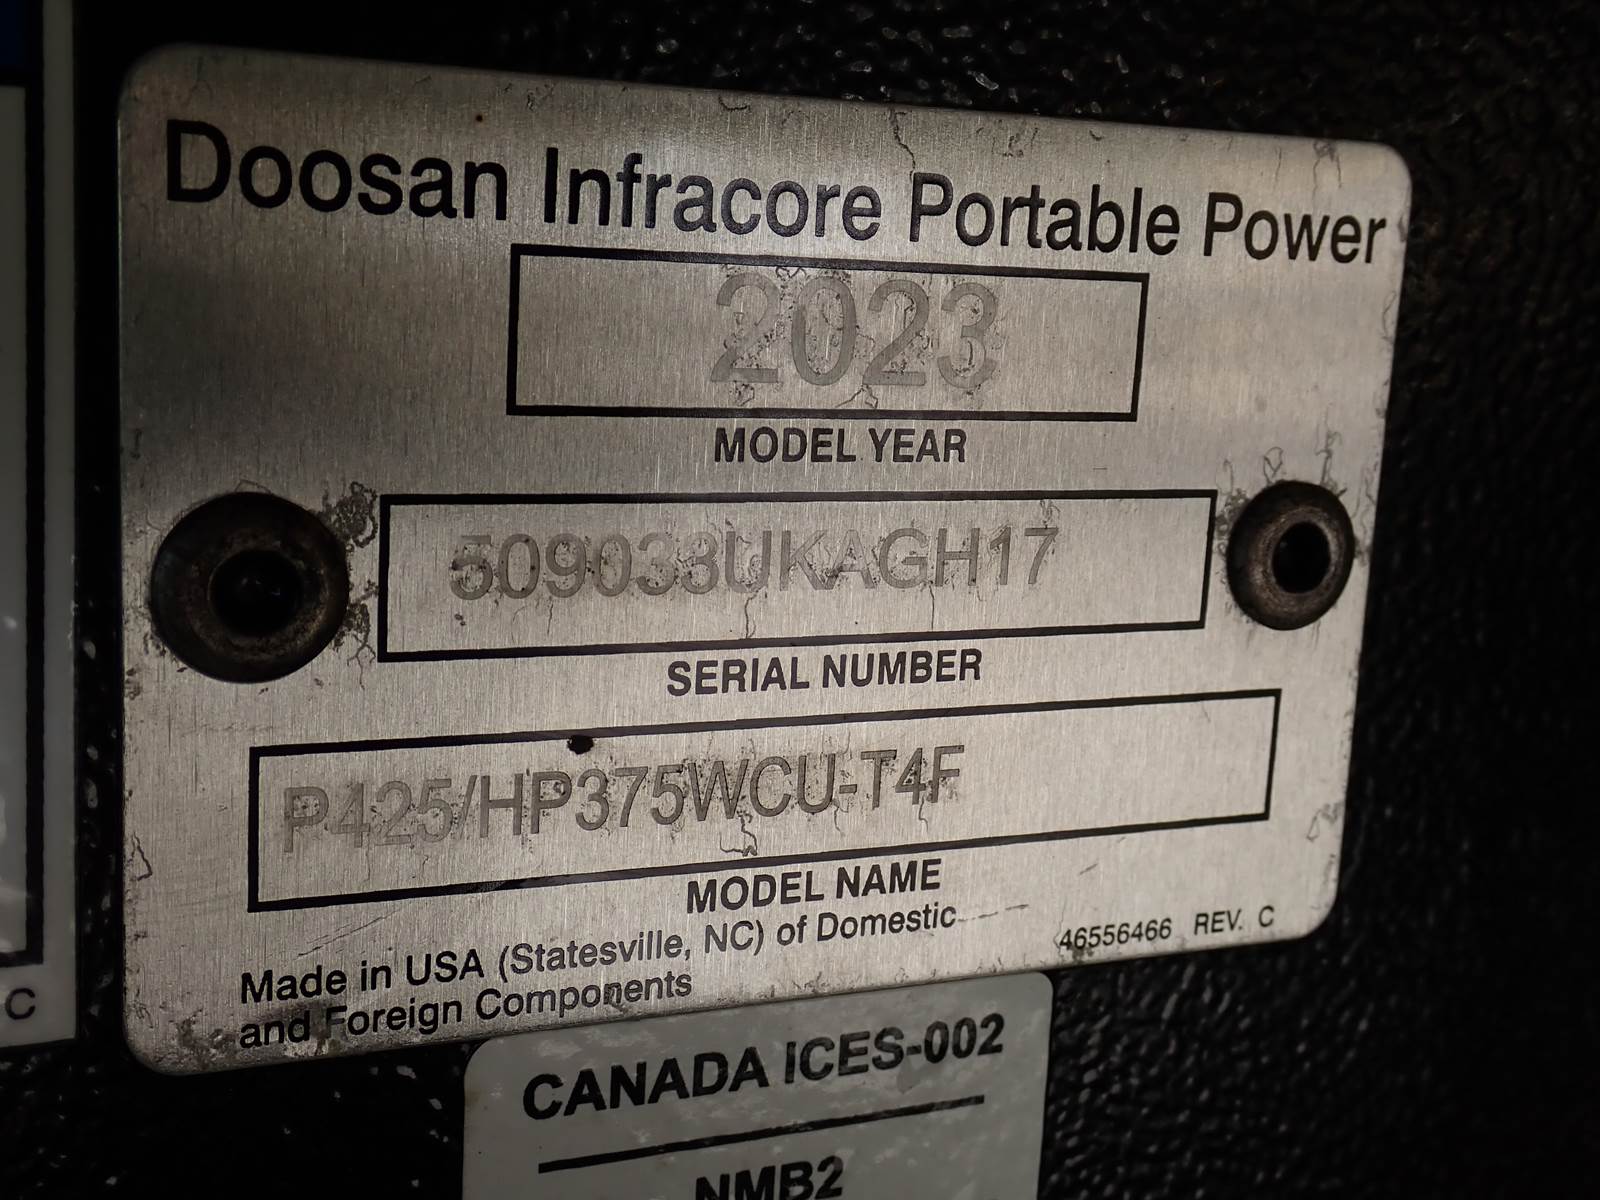 Doosan Infracore Portable Power
2023
MODEL YEAR
509033UKAGH17
SERIAL NUMBER
P425/HP375WCU-T4F
MODEL NAME
Made in USA (Statesville, NC) of Domestic
and Foreign Components
46556466 REV. C
C
CANADA ICES-002
NMB2